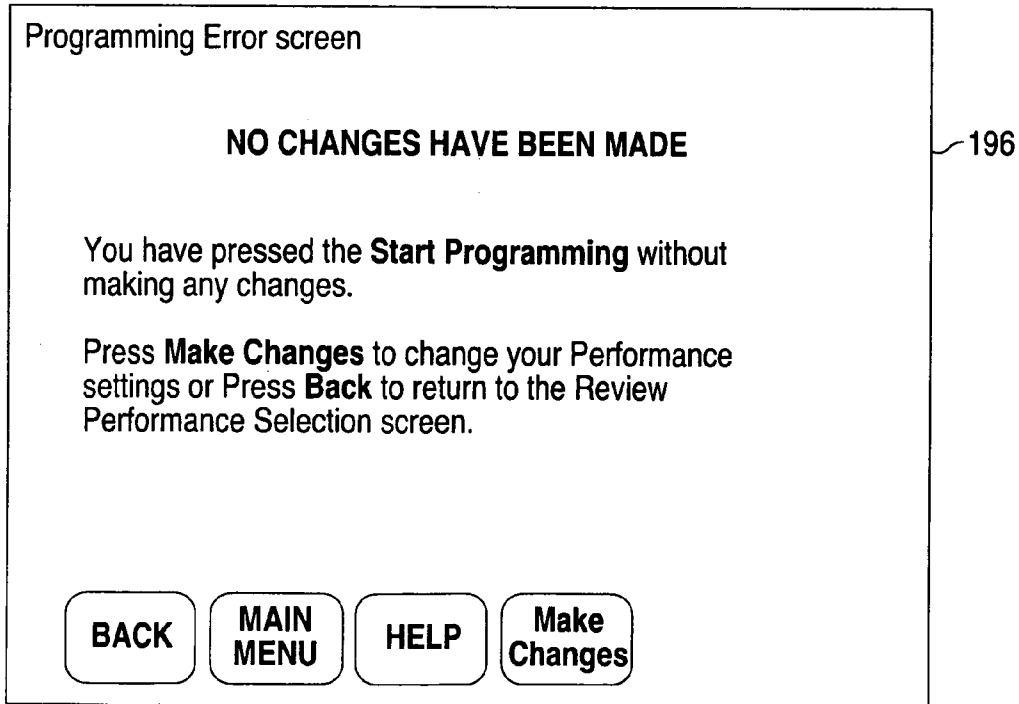 Programming Error screen
NO CHANGES HAVE BEEN MADE
196
You have pressed the Start Programming without
making any changes.
Press Make Changes to change your Performance
settings or Press Back to return to the Review
Performance Selection screen.
BACK
MAIN
MENU
HELP
Make
Changes